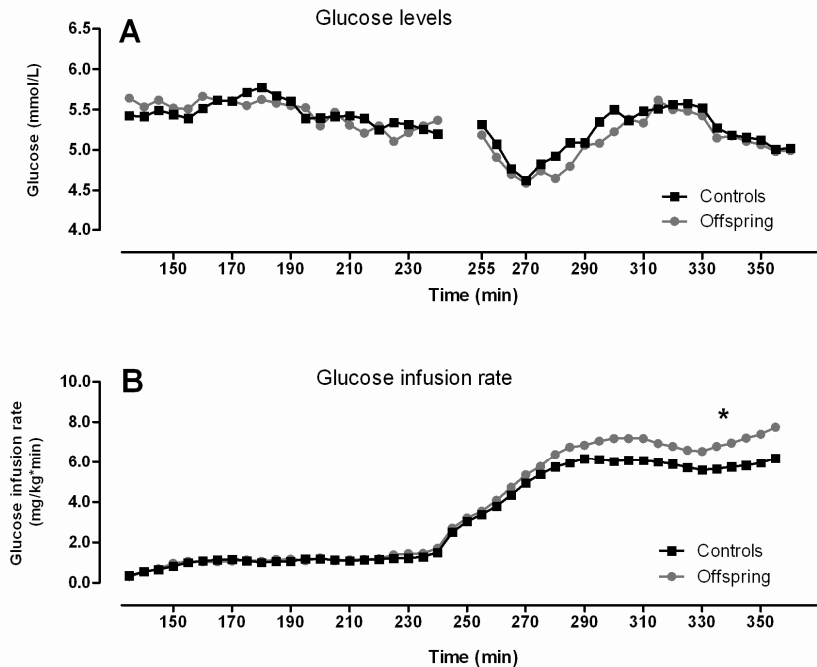 A
Glucose levels
Glucose (mmol/L)
6.5
6.0
5.5
5.0
4.5
4.0
Controls
Offspring
150 170 190 210 230 255 270 290 310 330 350
Time (min)
B
Glucose infusion rate
Glucose infusion rate
(mg/kg*min)
10.0
8.0
6.0
4.0
2.0
0.0
*
Controls
Offspring
150 170 190 210 230 250 270 290 310 330 350
Time (min)